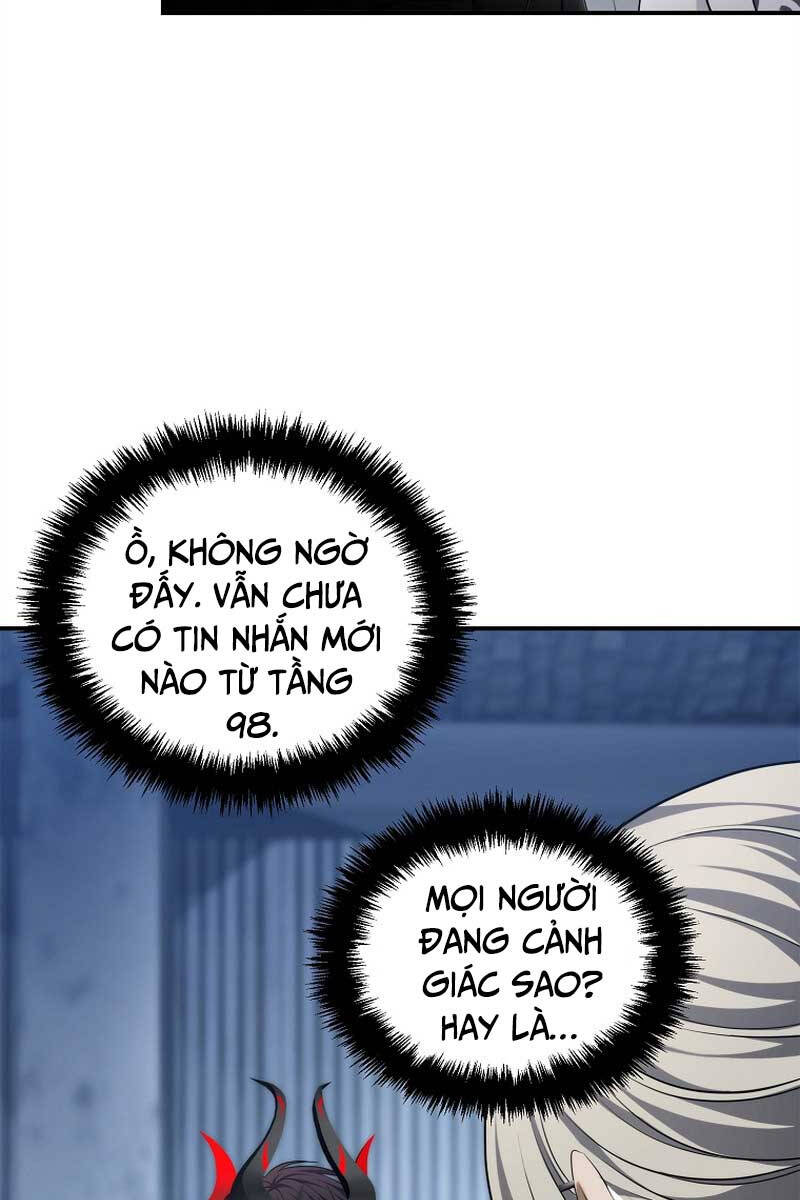 Ồ, KHÔNG NGỜ
ĐẤY. VẪN CHƯA
CÓ TIN NHẮN MỚI
NÀO TỪ TẦNG
98.
MỌI NGƯỜI
ĐANG CẢNH
GIÁC SAO?
HAY LÀ...